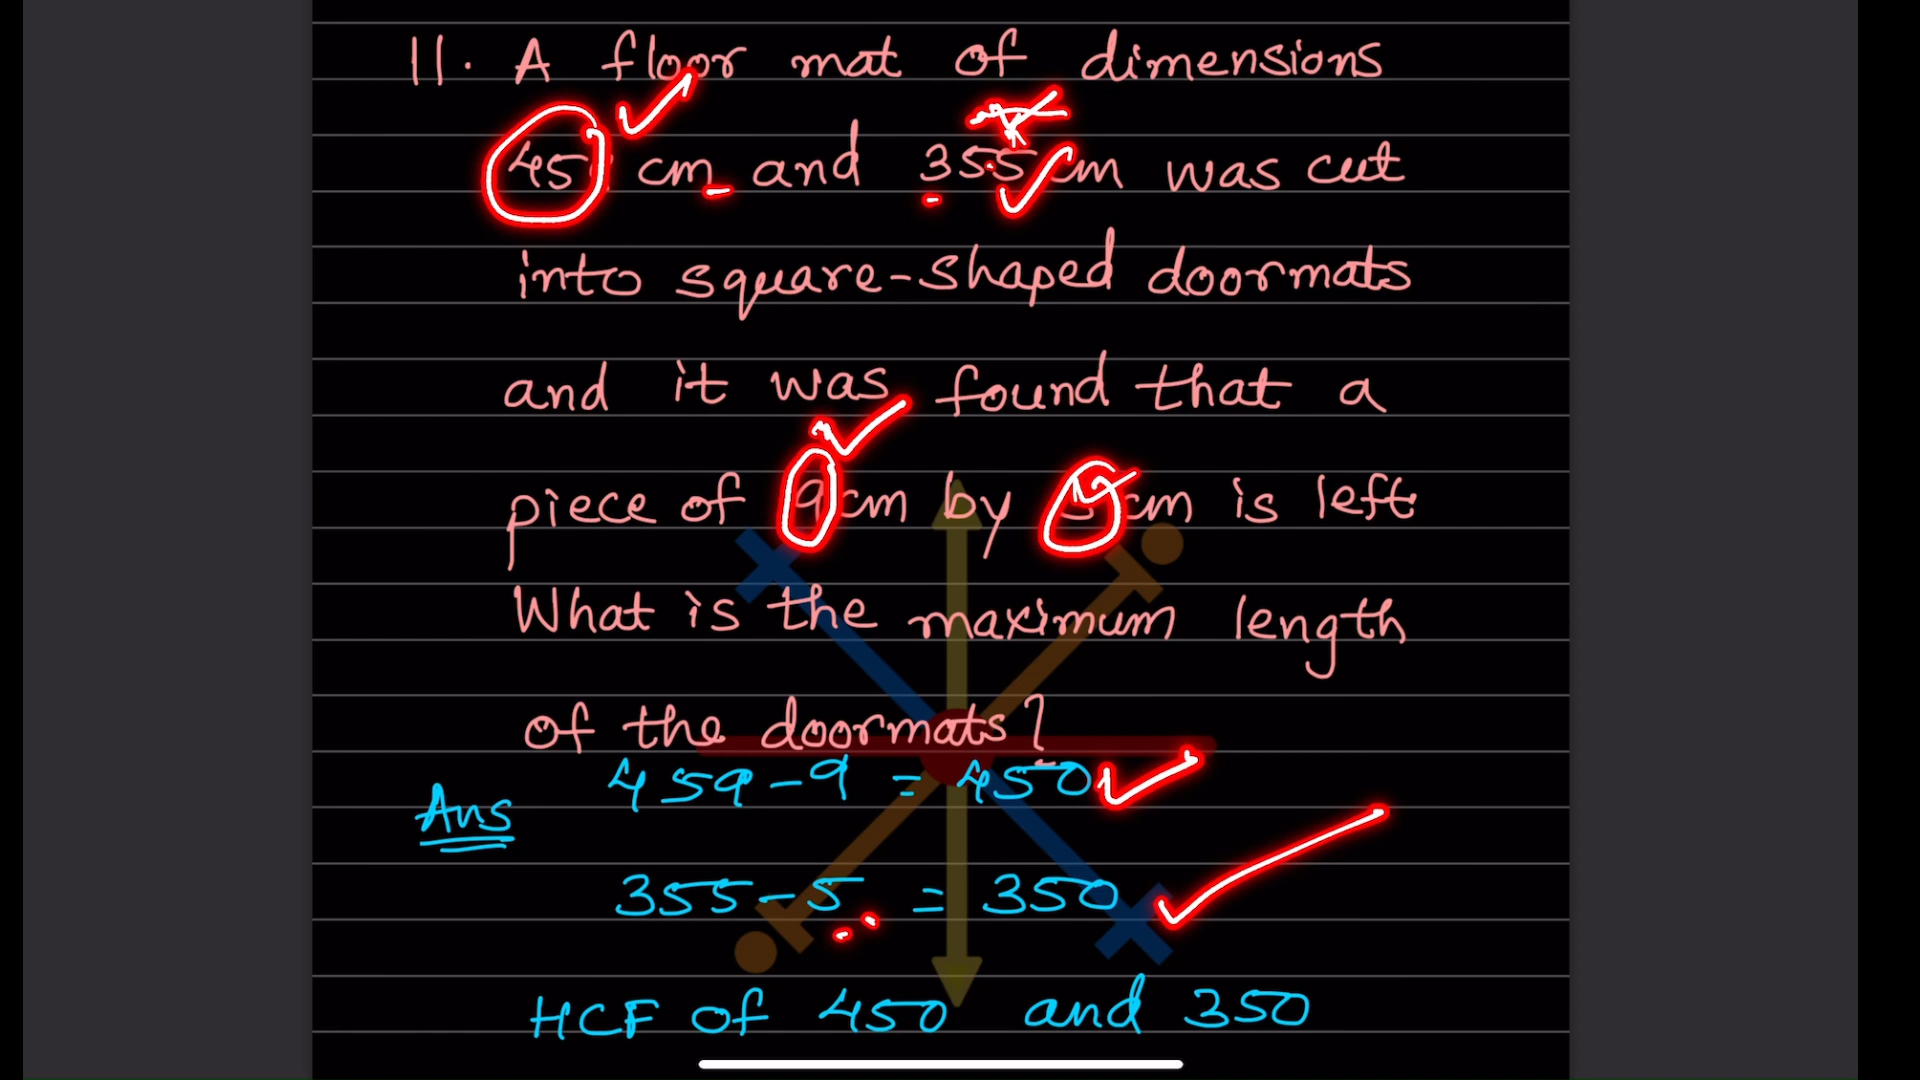 11. A floor mat of dimensions
cm and 355 cm was cut
into square-shaped doormats
and it was found that a
piece of 9 cm by cm is left
What is the maximum length
of the doormats?
459-9 = 450
Ans
355-5 = 350
HCF of 450 and 350